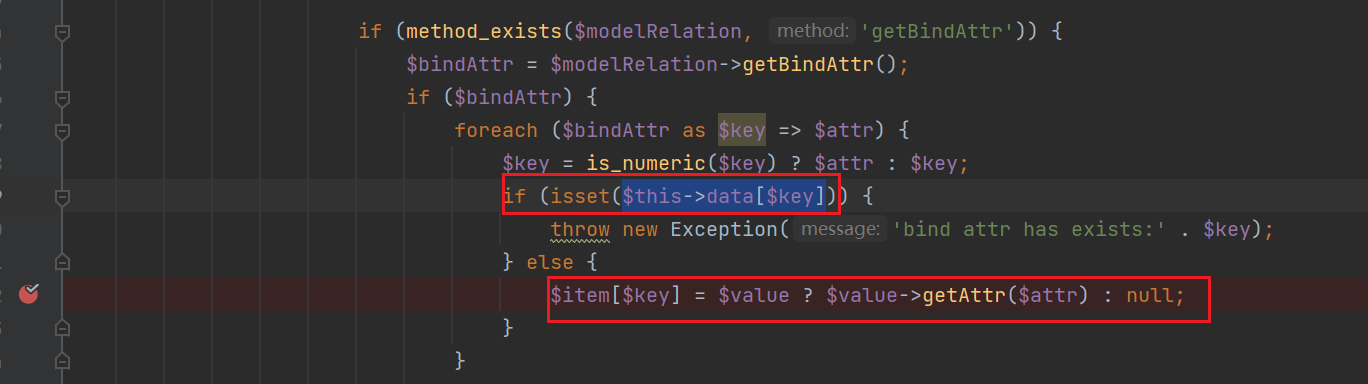 if (method_exists($modelRelation, method: 'getBindAttr')) {
$bindAttr = $modelRelation->getBindAttr();
if ($bindAttr) {
foreach ($bindAttr as $key => $attr) {
$key = is_numeric($key) ? $attr : $key;
if (isset($this->data[$key])) {
throw new Exception( message: 'bind attr has exists:' . $key);
} else {
$item[$key] = $value ? $value->getAttr($attr) : null;
}
}